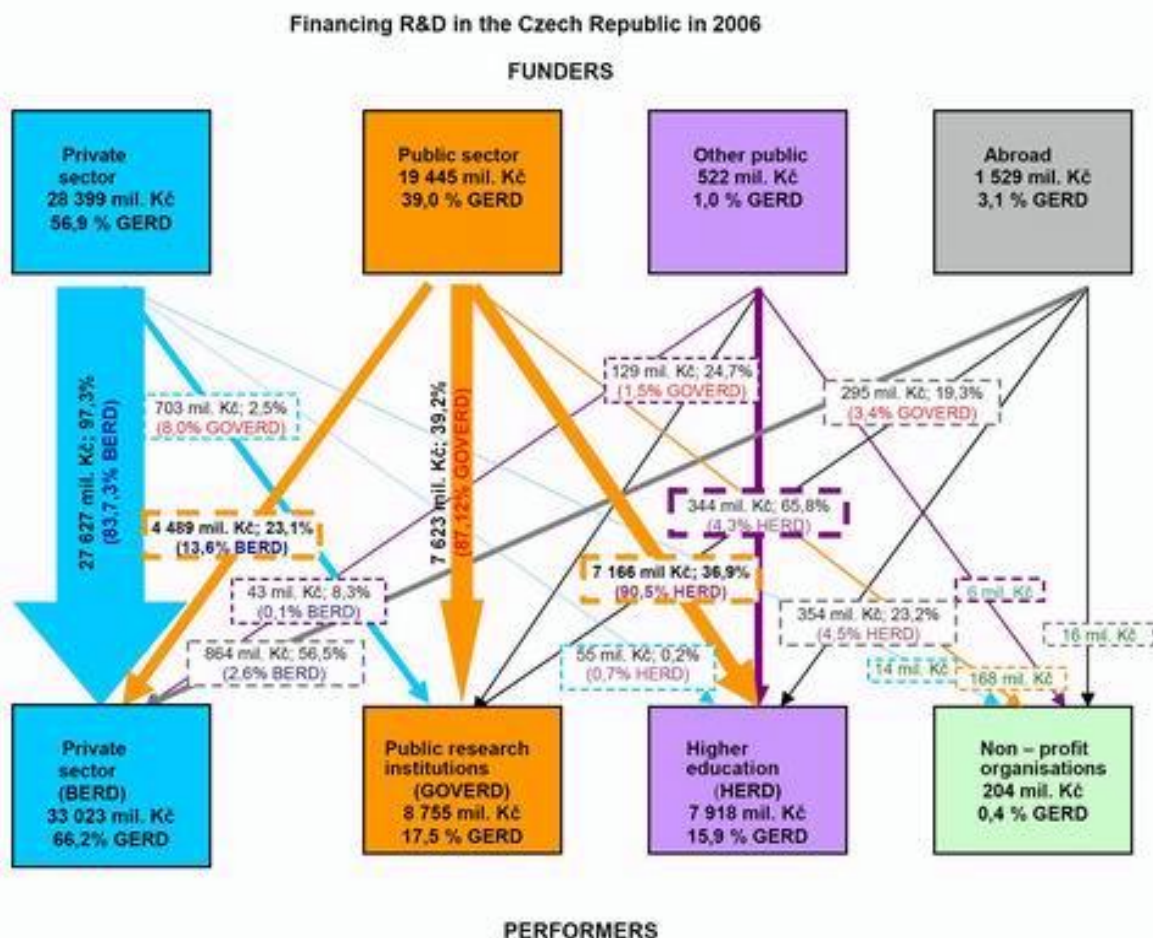 Financing R&D in the Czech Republic in 2006
FUNDERS
Private
sector
28 399 mil. Kč
56,9 % GERD
Public sector
19 445 mil. Kč
39,0 % GERD
Other public
522 mil. Kč
1,0 % GERD
Abroad
1 529 mil. Kč
3,1 % GERD
27 627 mil. Kč; 97,3%
(83,7,3% BERD)
703 mil. Kč; 2,5%
(8,0% GOVERD)
7 623 mil. Kč; 39,2%
(87,12% GOVERD)
129 mil. Kč; 24,7%
(1,5% GOVERD)
295 mil. Kč; 19,3%
(3,4% GOVERD)
4 489 mil. Kč; 23,1%
(13,6% BERD)
344 mil. Kč; 65,8%
(4,3% HERD)
7 166 mil Kč; 36,9%
(90,5% HERD)
43 mil. Kč; 8,3%
(0,1% BERD)
6 mil. Kč
354 mil. Kč; 23,2%
(4,5% HERD)
16 mil. Kč
864 mil. Kč; 56,5%
(2,6% BERD)
55 mil. Kč; 0,2%
(0,7% HERD)
14 mil. Kč
168 mil. Kč
Private
sector
(BERD)
33 023 mil. Kč
66,2% GERD
Public research
institutions
(GOVERD)
8 755 mil. Kč
17,5 % GERD
Higher
education
(HERD)
7 918 mil. Kč
15,9 % GERD
Non – profit
organisations
204 mil. Kč
0,4 % GERD
PERFORMERS